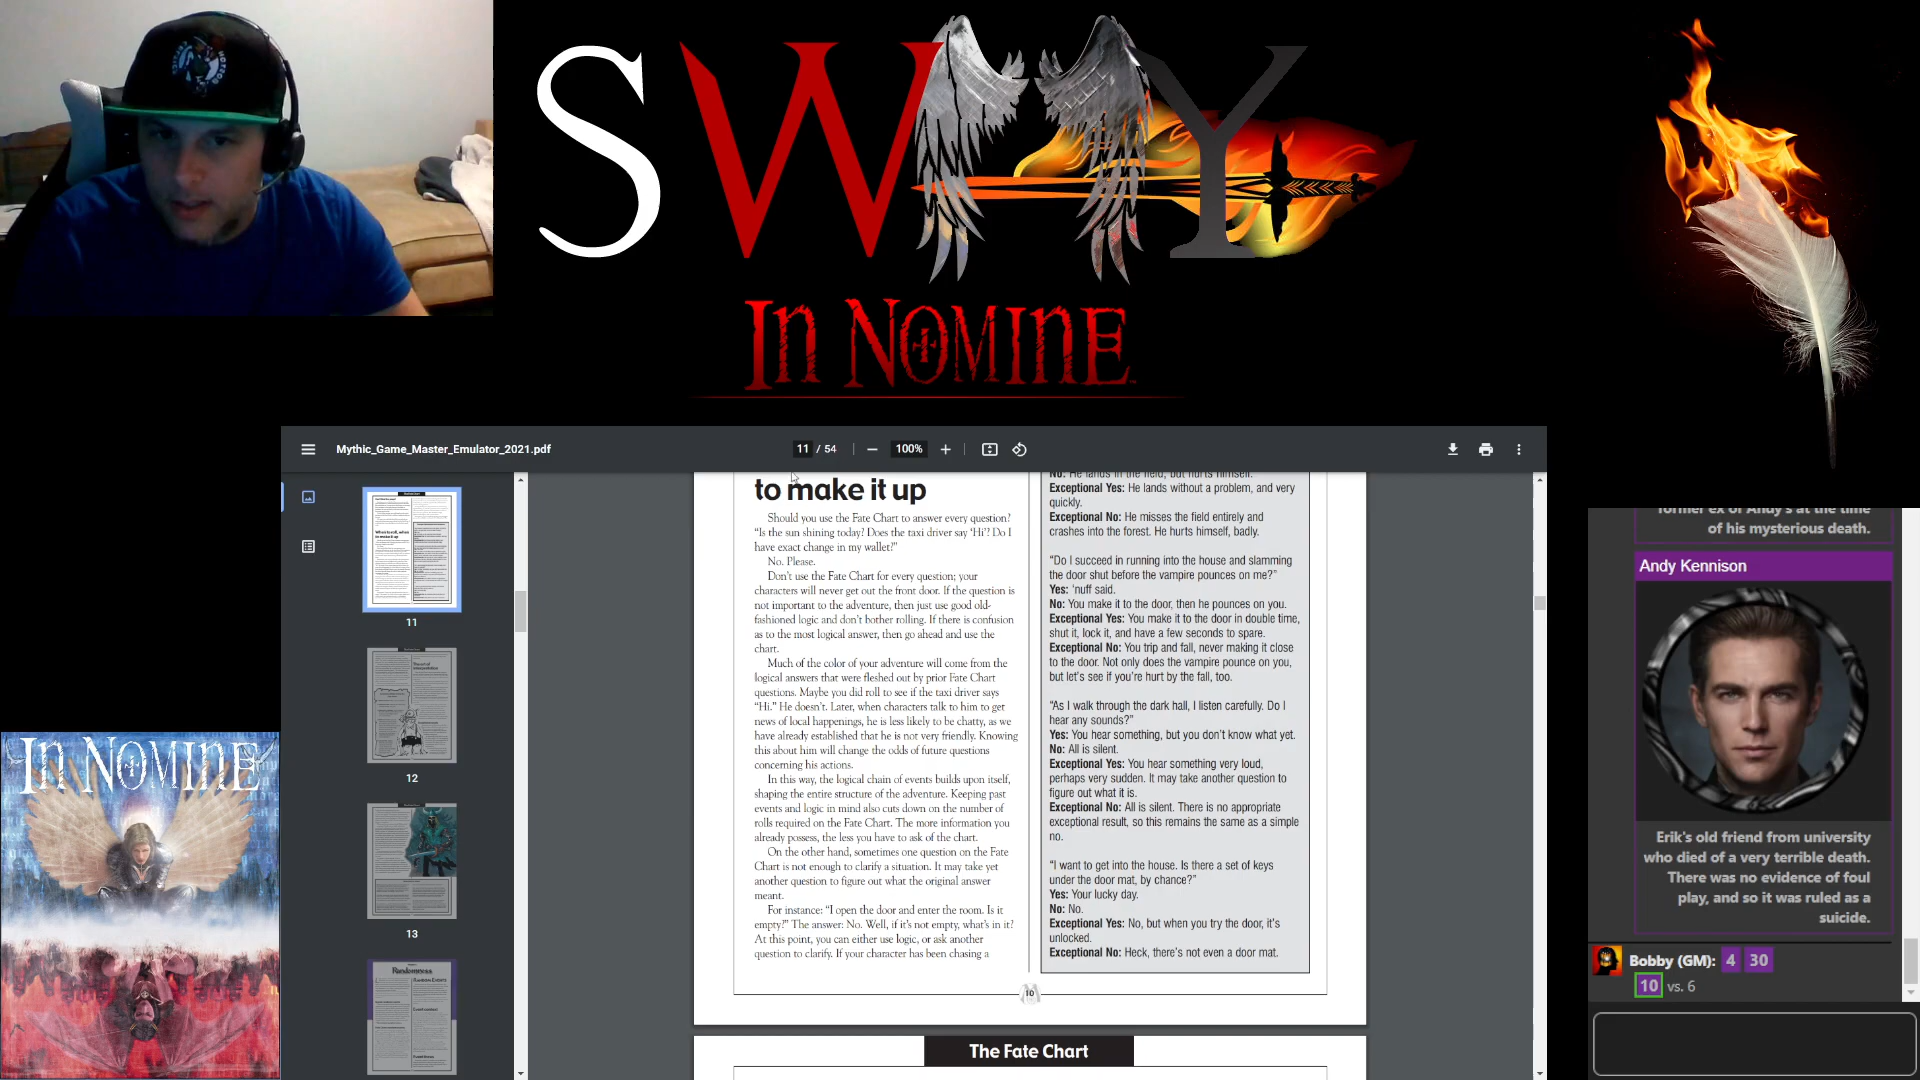 SWAY
IN NOMINE
Mythic_Game_Master_Emulator_2021.pdf
11 / 54
100%
11
12
13
Randomness
to make it up
Should you use the Fate Chart to answer every question?
“Is the sun shining today? Does the taxi driver say ‘Hi’? Do I
have exact change in my wallet?”
No. Please.
Don't use the Fate Chart for every question; your
characters will never get out the front door. If the question is
not important to the adventure, then just use good old-
fashioned logic and don't bother rolling. If there is confusion
as to the most logical answer, then go ahead and use the
chart.
Much of the color of your adventure will come from the
logical answers that were fleshed out by prior Fate Chart
questions. Maybe you did roll to see if the taxi driver says
“Hi.” He doesn't. Later, when characters talk to him to get
news of local happenings, he is less likely to be chatty, as we
have already established that he is not very friendly. Knowing
this about him will change the odds of future questions
concerning his actions.
In this way, the logical chain of events builds upon itself,
shaping the entire structure of the adventure. Keeping past
events and logic in mind also cuts down on the number of
rolls required on the Fate Chart. The more information you
already possess, the less you have to ask of the chart.
On the other hand, sometimes one question on the Fate
Chart is not enough to clarify a situation. It may take yet
another question to figure out what the original answer
meant.
For instance: “I open the door and enter the room. Is it
empty?” The answer: No. Well, if it's not empty, what's in it?
At this point, you can either use logic, or ask another
question to clarify. If your character has been chasing a
No: He lands in the field, but hurts himself.
Exceptional Yes: He lands without a problem, and very
quickly.
Exceptional No: He misses the field entirely and
crashes into the forest. He hurts himself, badly.
“Do I succeed in running into the house and slamming
the door shut before the vampire pounces on me?”
Yes: ‘nuff said.
No: You make it to the door, then he pounces on you.
Exceptional Yes: You make it to the door in double time,
shut it, lock it, and have a few seconds to spare.
Exceptional No: You trip and fall, never making it close
to the door. Not only does the vampire pounce on you,
but let's see if you're hurt by the fall, too.
“As I walk through the dark hall, I listen carefully. Do I
hear any sounds?”
Yes: You hear something, but you don't know what yet.
No: All is silent.
Exceptional Yes: You hear something very loud,
perhaps very sudden. It may take another question to
figure out what it is.
Exceptional No: All is silent. There is no appropriate
exceptional result, so this remains the same as a simple
no.
“I want to get into the house. Is there a set of keys
under the door mat, by chance?”
Yes: Your lucky day.
No: No.
Exceptional Yes: No, but when you try the door, it's
unlocked.
Exceptional No: Heck, there's not even a door mat.
10
The Fate Chart
former ex of Andy's at the time
of his mysterious death.
Andy Kennison
Erik's old friend from university
who died of a very terrible death.
There was no evidence of foul
play, and so it was ruled as a
suicide.
Bobby (GM): 4 30
10 vs. 6
IN NOMINE